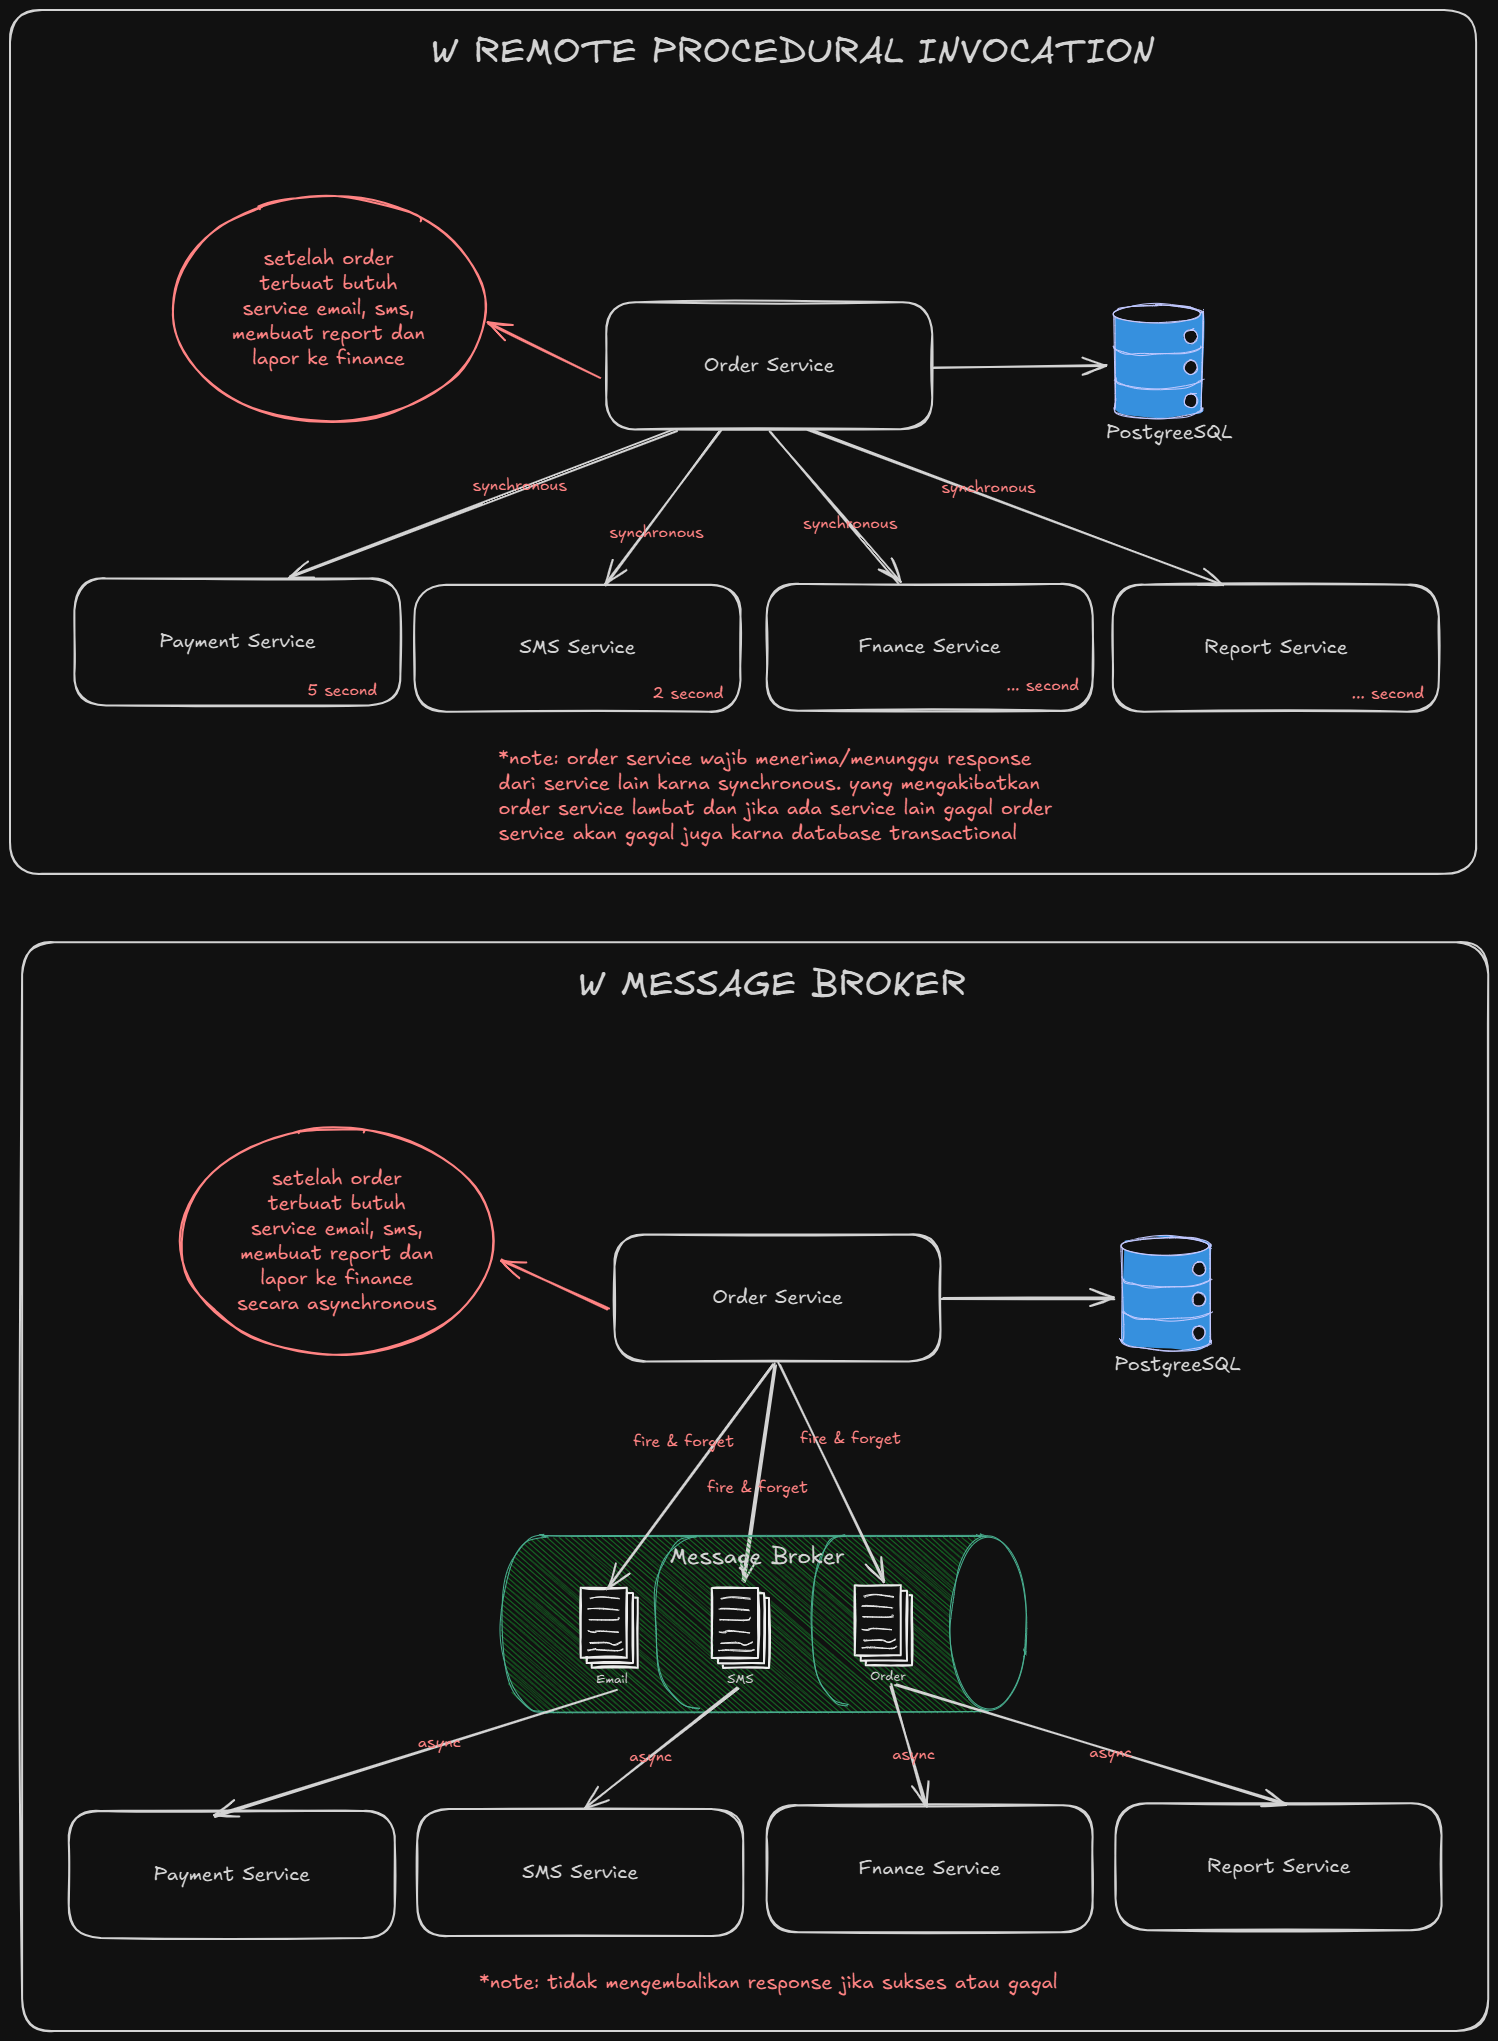 W REMOTE PROCEDURAL INVOCATION
setelah order
terbuat butuh
service email, sms,
membuat report dan
lapor ke finance
Order Service
PostgreeSQL
synchronous
synchronous
synchronous
synchronous
Payment Service
5 second
SMS Service
2 second
Fnance Service
... second
Report Service
... second
*note: order service wajib menerima/menunggu response
dari service lain karna synchronous. yang mengakibatkan
order service lambat dan jika ada service lain gagal order
service akan gagal juga karna database transactional
W MESSAGE BROKER
setelah order
terbuat butuh
service email, sms,
membuat report dan
lapor ke finance
secara asynchronous
Order Service
PostgreeSQL
fire & forget
fire & forget
fire & forget
Message Broker
Email
SMS
Order
async
async
async
async
Payment Service
SMS Service
Fnance Service
Report Service
*note: tidak mengembalikan response jika sukses atau gagal